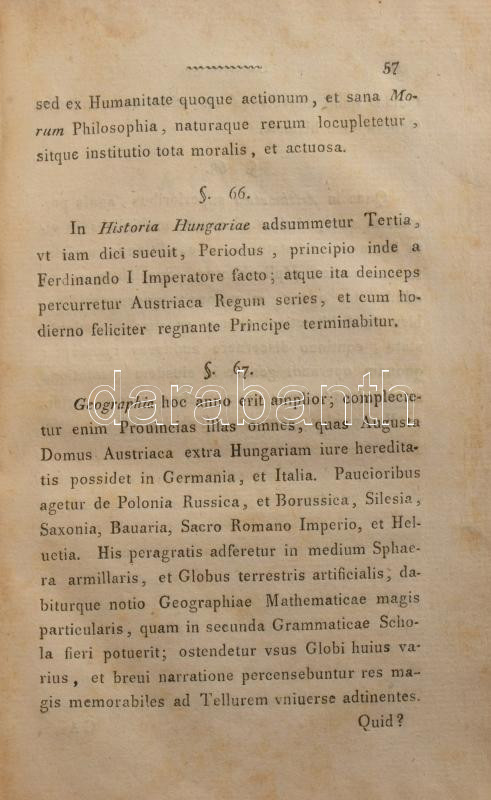 57
sed ex Humanitate quoque actionum, et sana Mo-
rum Philosophia, naturaque rerum locupletetur,
sitque institutio tota moralis, et actuosa.
§. 66.
In Historia Hungariae adsummetur Tertia,
vt iam dici sueuit, Periodus, principio inde a
Ferdinando I Imperatore facto; atque ita deinceps
percurretur Austriaca Regum series, et cum ho-
dierno feliciter regnante Principe terminabitur.
§. 67.
darabanth
Geographia hoc anno erit amplior; complecte-
tur enim Prouincias illas omnes, quas Augusta
Domus Austriaca extra Hungariam iure heredita-
tis possidet in Germania, et Italia. Paucioribus
agetur de Polonia Russica, et Borussica, Silesia,
Saxonia, Bauaria, Sacro Romano Imperio, et Hel-
uetia. His peragratis adferetur in medium Sphae-
ra armillaris, et Globus terrestris artificialis; da-
biturque notio Geographiae Mathematicae magis
particularis, quam in secunda Grammaticae Scho-
la fieri potuerit; ostendetur vsus Globi huius va-
rius, et breui narratione percensebuntur res ma-
gis memorabiles ad Tellurem vniuerse adtinentes.
Quid?